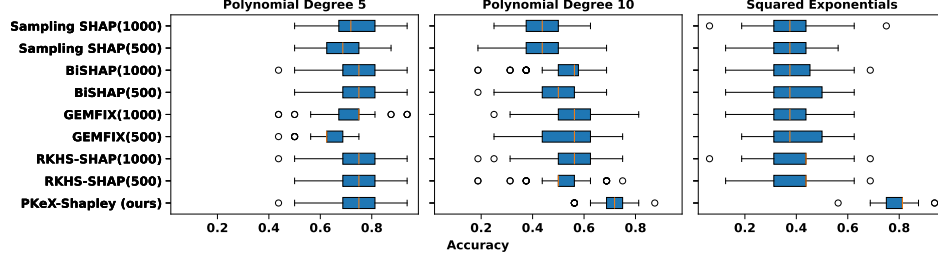 Polynomial Degree 5 Polynomial Degree 10 Squared Exponentials
Sampling SHAP(1000)
Sampling SHAP(500)
BiSHAP(1000)
BiSHAP(500)
GEMFIX(1000)
GEMFIX(500)
RKHS-SHAP(1000)
RKHS-SHAP(500)
PKeX-Shapley (ours)
0.2 0.4 0.6 0.8 0.2 0.4 0.6 0.8 0.2 0.4 0.6 0.8
Accuracy